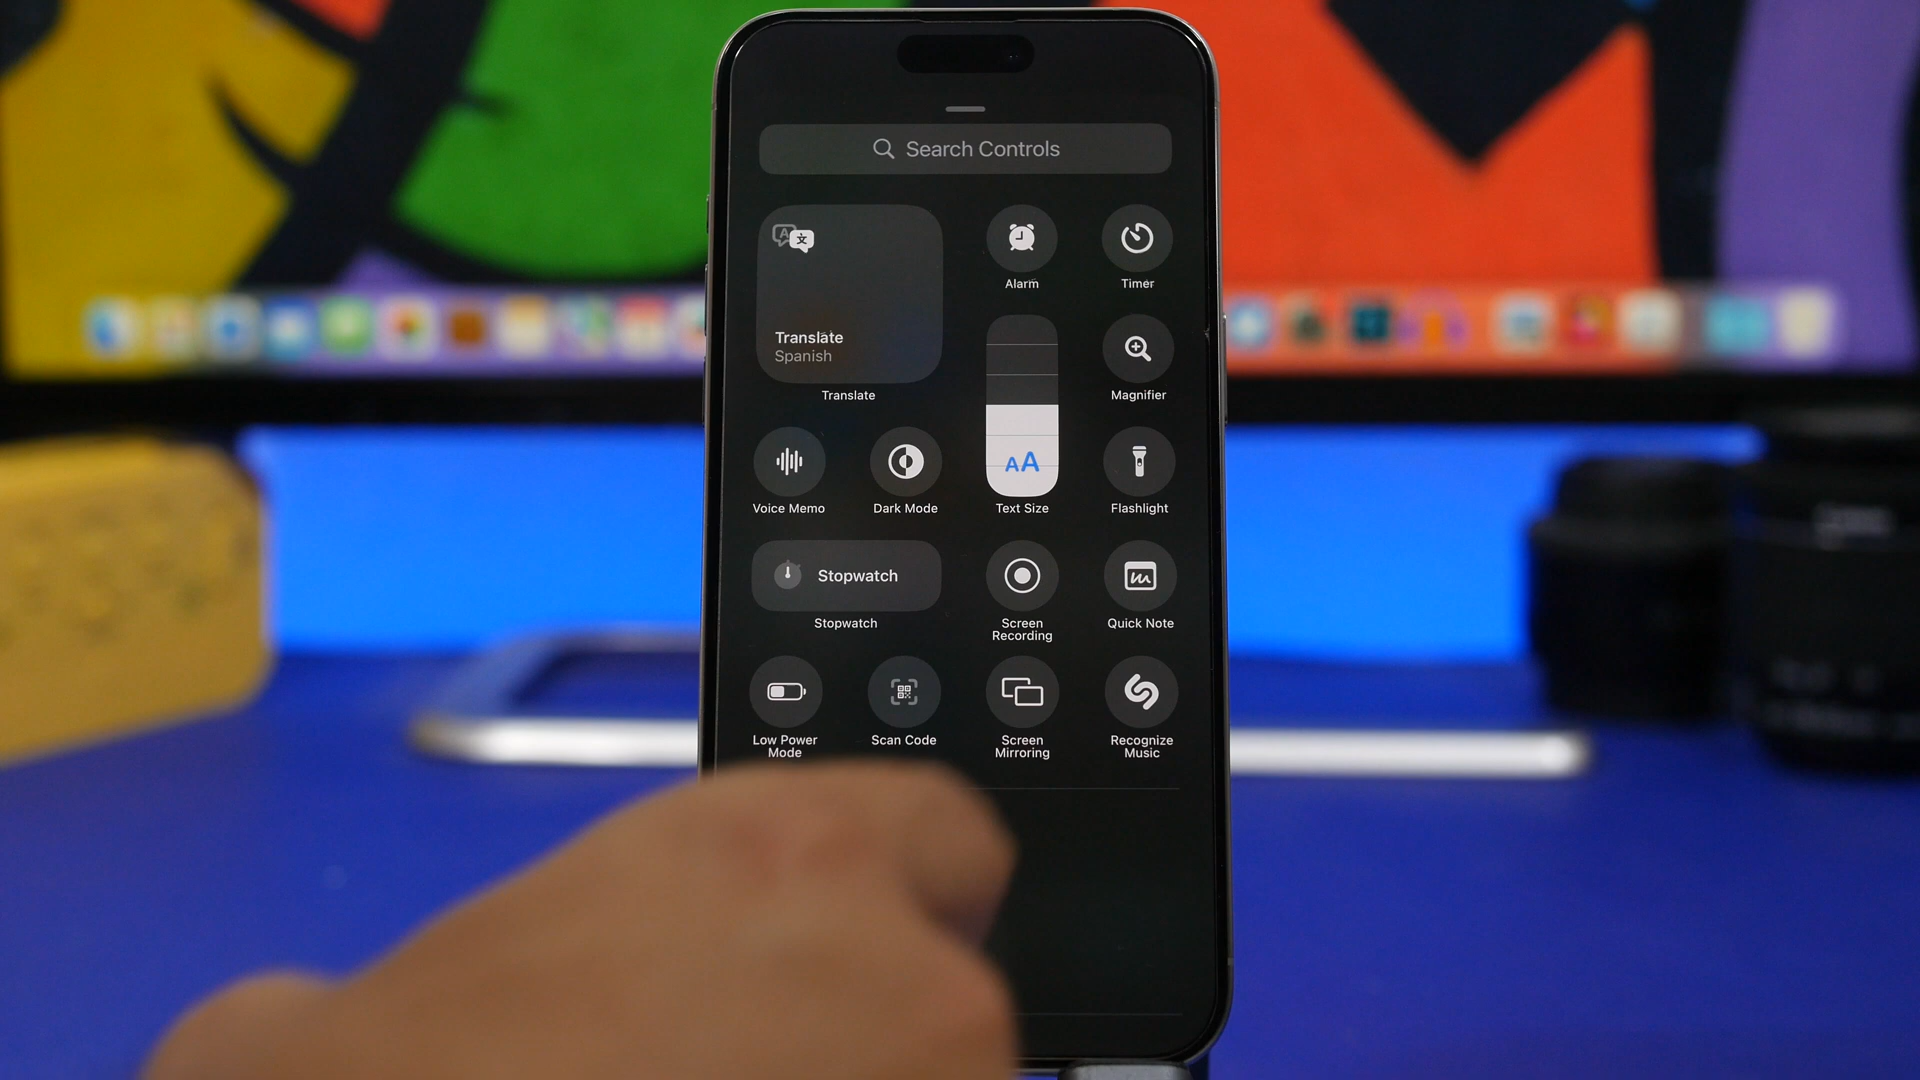 Search Controls
Translate
Spanish
Translate
Alarm
Timer
Magnifier
Voice Memo
Dark Mode
AA
Text Size
Flashlight
Stopwatch
Stopwatch
Screen
Recording
Quick Note
Low Power
Mode
Scan Code
Screen
Mirroring
Recognize
Music